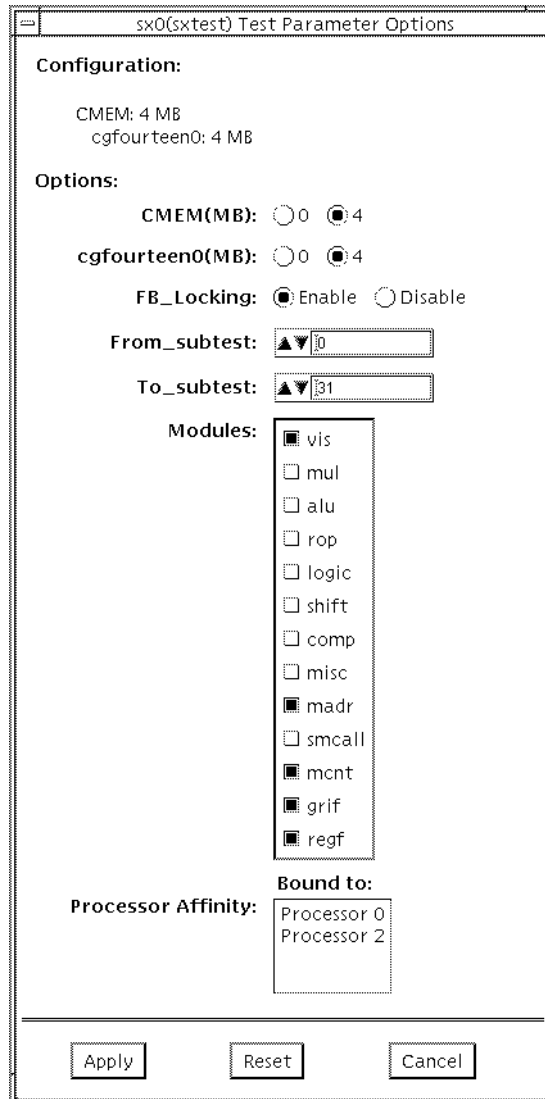 sx0(sxtest) Test Parameter Options
Configuration:
CMEM: 4 MB
cgfourteen0: 4 MB
Options:
CMEM(MB): 0 4
cgfourteen0(MB): 0 4
FB_Locking: Enable Disable
From_subtest: 0
To_subtest: 31
Modules:
vis
mul
alu
rop
logic
shift
comp
misc
madr
smcall
mcnt
grif
regf
Bound to:
Processor Affinity:
Processor 0
Processor 2
Apply Reset Cancel